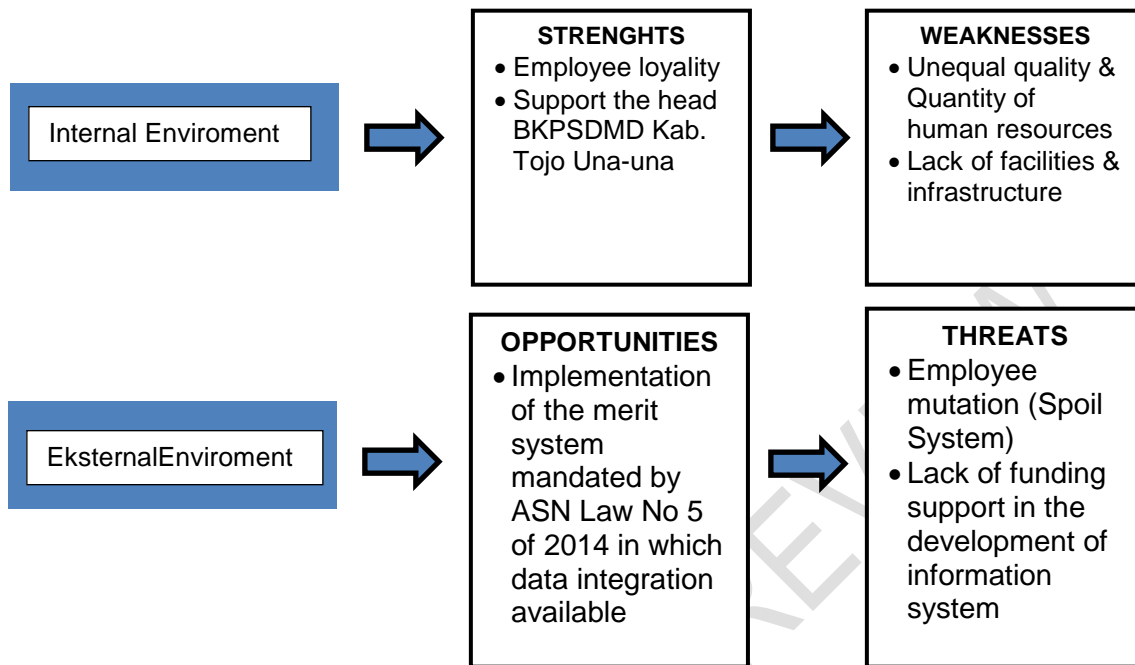 Internal Enviroment
STRENGHTS
• Employee loyality
• Support the head
BKPSDMD Kab.
Tojo Una-una
WEAKNESSES
• Unequal quality &
Quantity of
human resources
• Lack of facilities &
infrastructure
EksternalEnviroment
OPPORTUNITIES
• Implementation
of the merit
system
mandated by
ASN Law No 5
of 2014 in which
data integration
available
THREATS
• Employee
mutation (Spoil
System)
• Lack of funding
support in the
development of
information
system